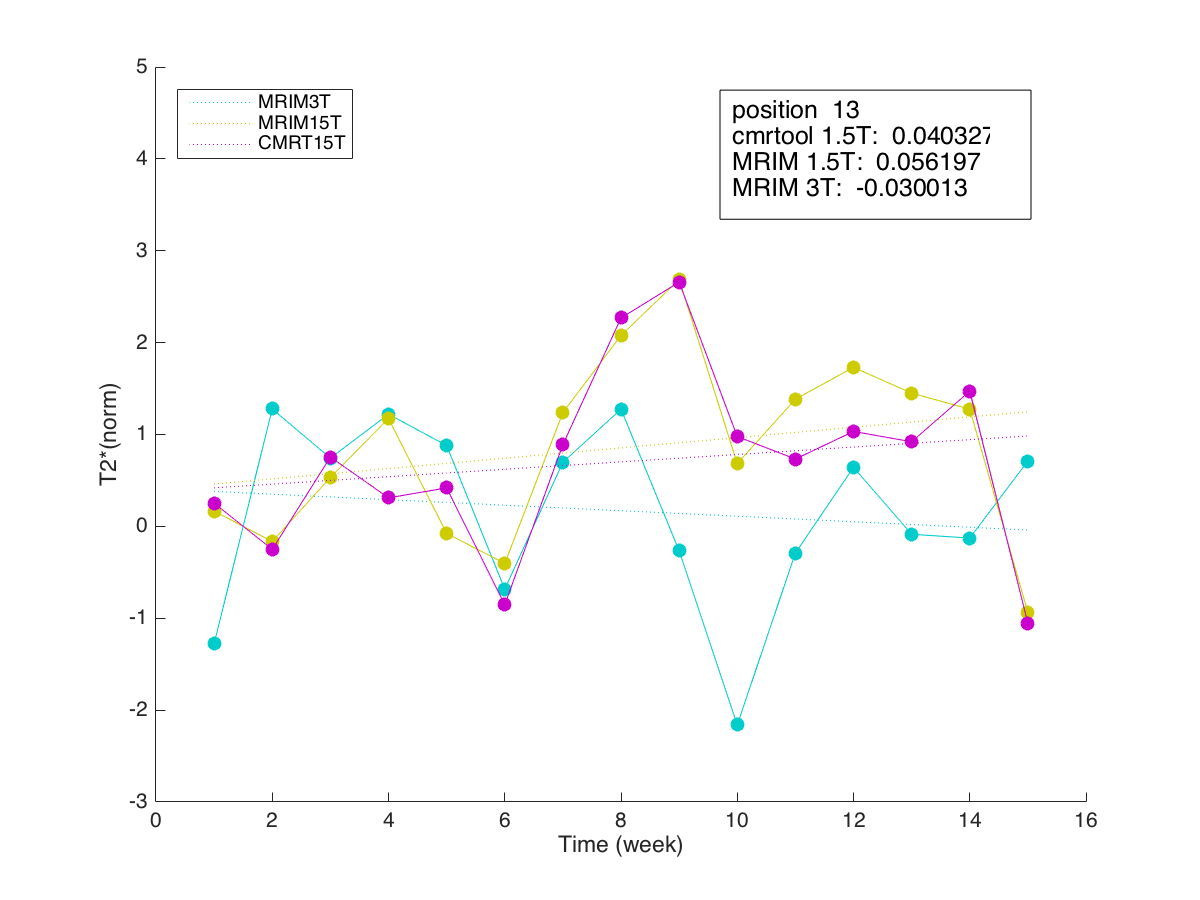 5
4
3
2
1
0
-1
-2
-3
0 2 4 6 8 10 12 14 16
T2*(norm)
Time (week)
MRIM3T
MRIM15T
CMRT15T
position 13
cmrtool 1.5T: 0.040327
MRIM 1.5T: 0.056197
MRIM 3T: -0.030013